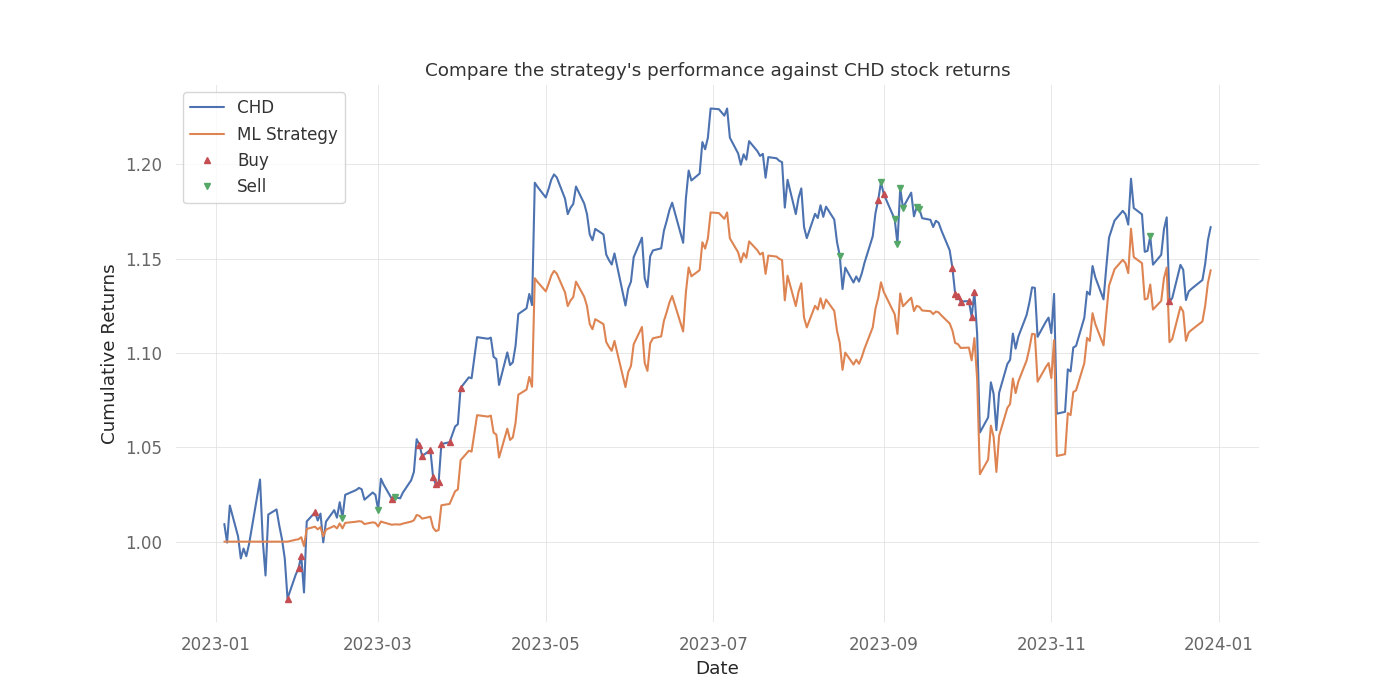 Compare the strategy's performance against CHD stock returns
CHD
ML Strategy
Buy
Sell
Cumulative Returns
1.20
1.15
1.10
1.05
1.00
2023-01 2023-03 2023-05 2023-07 2023-09 2023-11 2024-01
Date